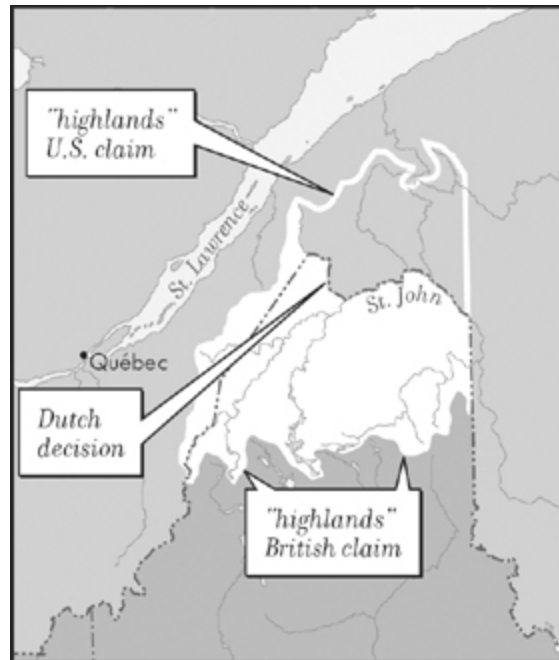 "highlands"
U.S. claim
St. Lawrence
St. John
Québec
Dutch
decision
"highlands"
British claim